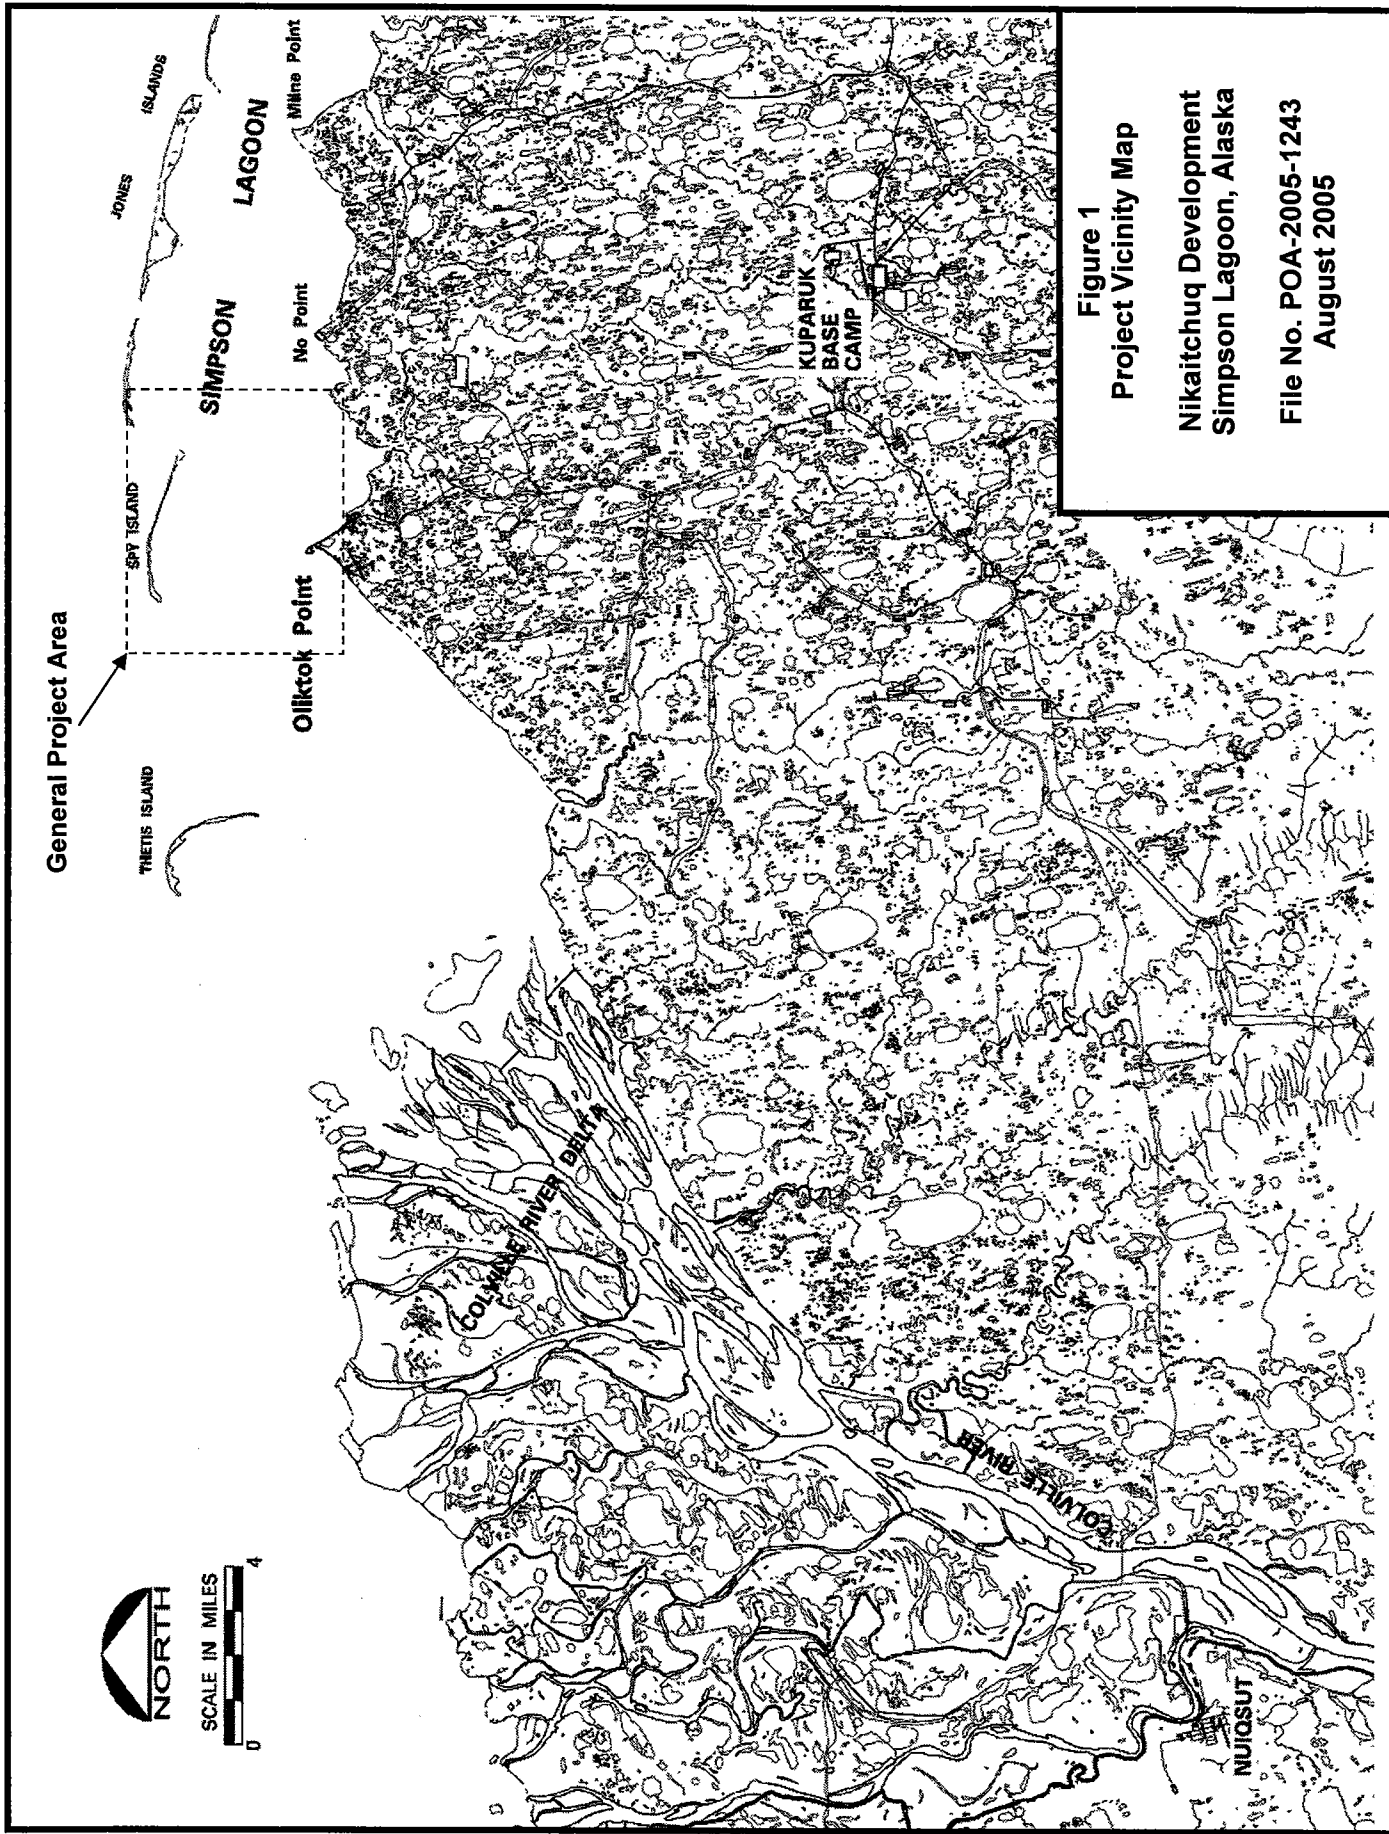 NORTH
SCALE IN MILES
0 4
General Project Area
THETIS ISLAND
SPY ISLAND
JONES ISLANDS
SIMPSON LAGOON
Oliktok Point
No Point
Milne Point
COLVILLE RIVER DELTA
COLVILLE RIVER
NUIQSUT
KUPARUK
BASE
CAMP
Figure 1
Project Vicinity Map
Nikaitchuq Development
Simpson Lagoon, Alaska
File No. POA-2005-1243
August 2005